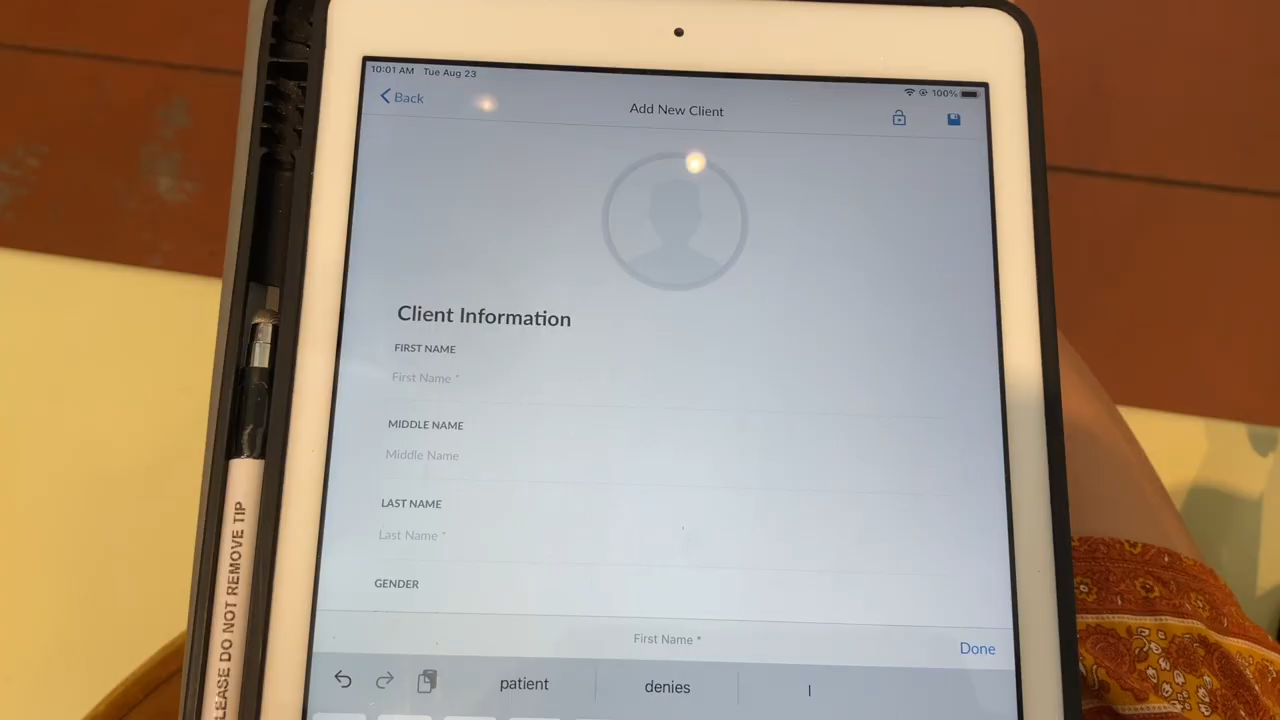 10:01 AM Tue Aug 23
100%
Back
Add New Client
Client Information
FIRST NAME
First Name *
MIDDLE NAME
Middle Name
LAST NAME
Last Name *
GENDER
First Name *
Done
patient
denies
I
LEASE DO NOT REMOVE TIP